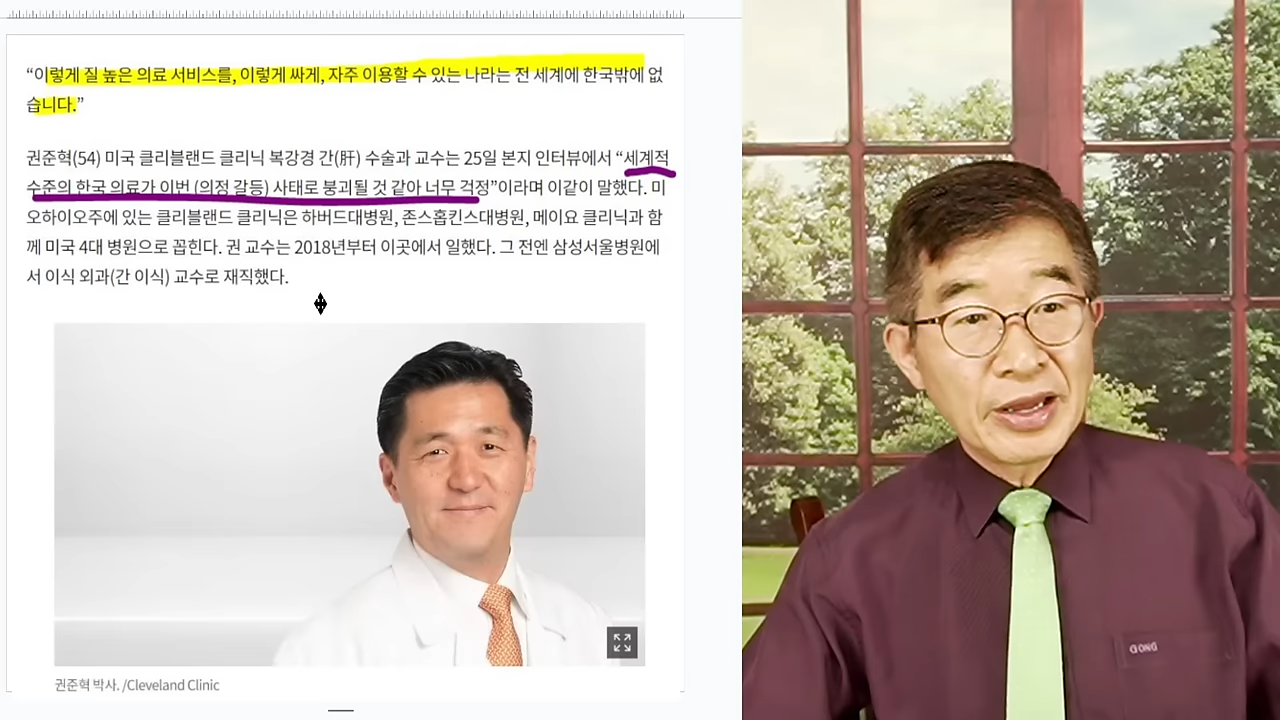 “이렇게 질 높은 의료 서비스를, 이렇게 싸게, 자주 이용할 수 있는 나라는 전 세계에 한국밖에 없
습니다.”
권준혁(54) 미국 클리블랜드 클리닉 복강경 간(肝) 수술과 교수는 25일 본지 인터뷰에서 “세계적
수준의 한국 의료가 이번 (의정 갈등) 사태로 붕괴될 것 같아 너무 걱정”이라며 이같이 말했다. 미
오하이오주에 있는 클리블랜드 클리닉은 하버드대병원, 존스홉킨스대병원, 메이요 클리닉과 함
께 미국 4대 병원으로 꼽힌다. 권 교수는 2018년부터 이곳에서 일했다. 그 전엔 삼성서울병원에
서 이식 외과(간 이식) 교수로 재직했다.
권준혁 박사. /Cleveland Clinic
GONG